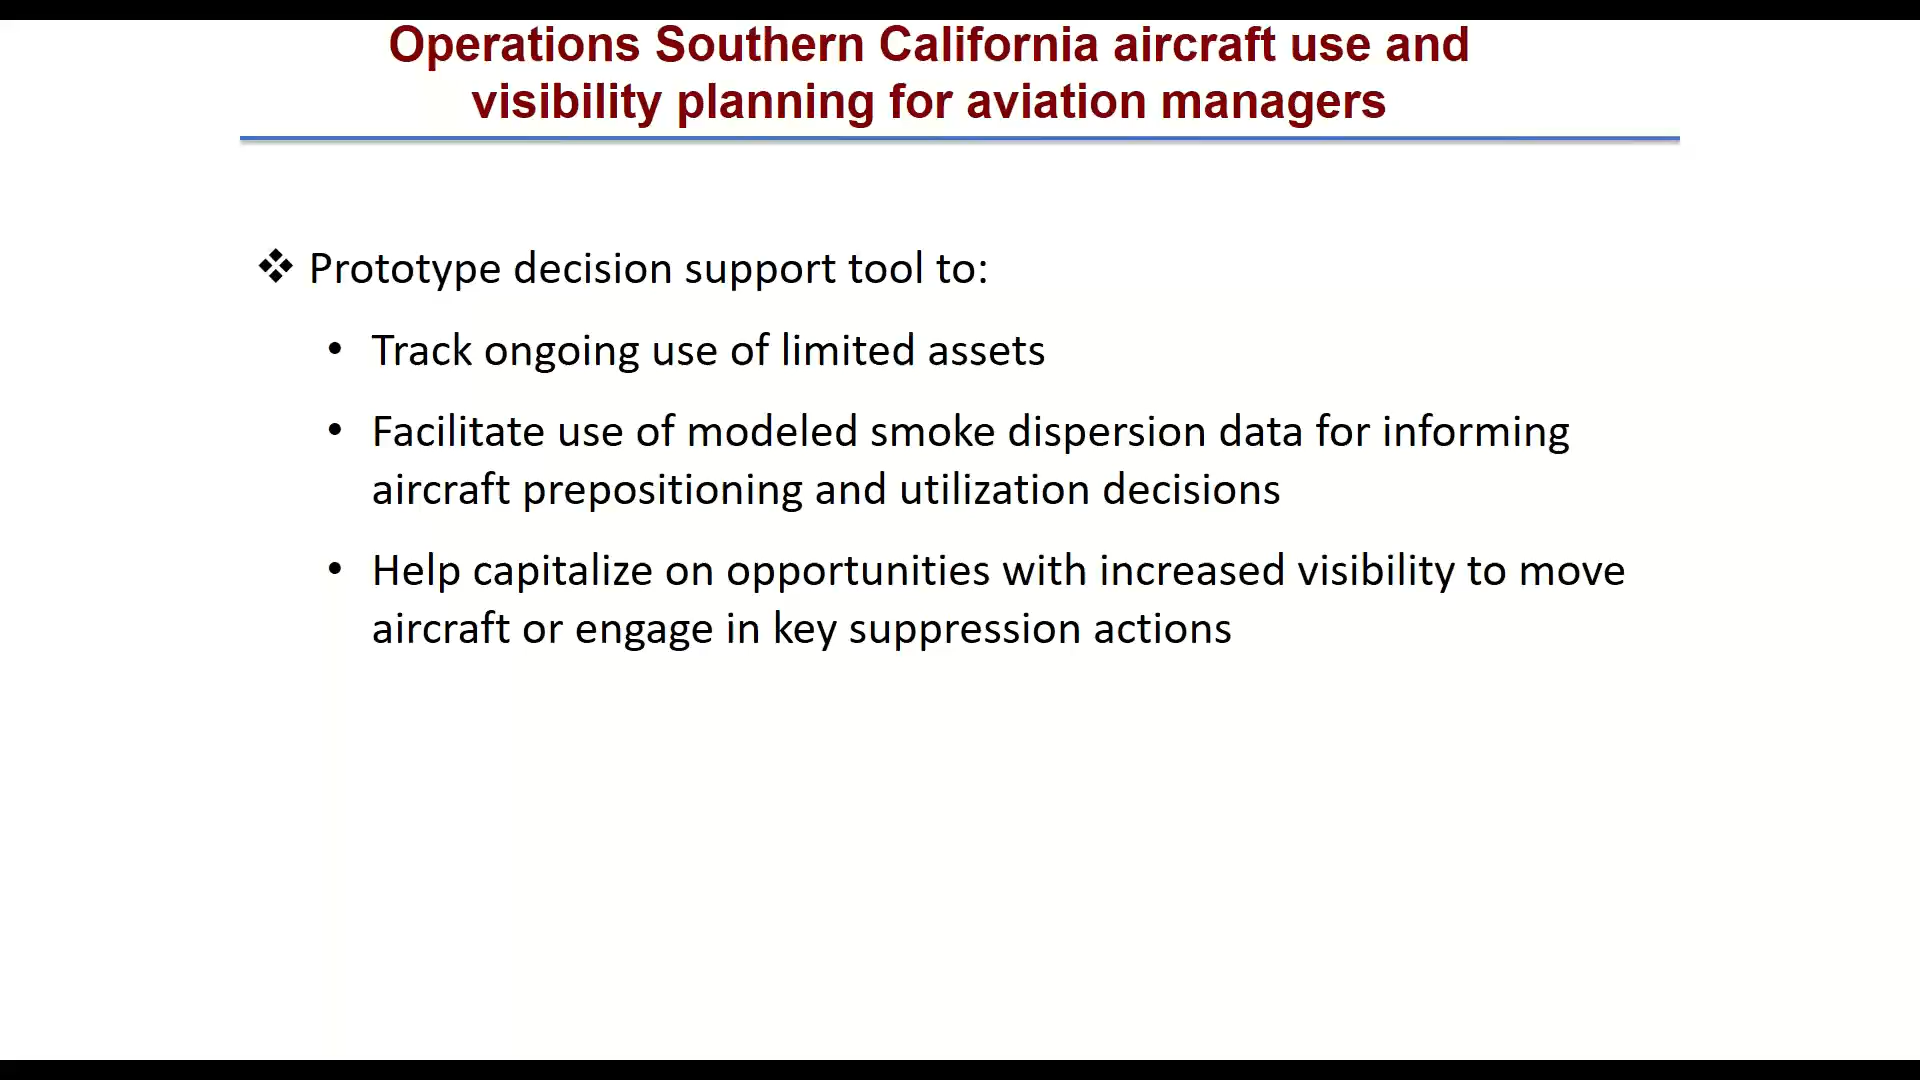 Operations Southern California aircraft use and
visibility planning for aviation managers
❖ Prototype decision support tool to:
• Track ongoing use of limited assets
• Facilitate use of modeled smoke dispersion data for informing
aircraft prepositioning and utilization decisions
• Help capitalize on opportunities with increased visibility to move
aircraft or engage in key suppression actions